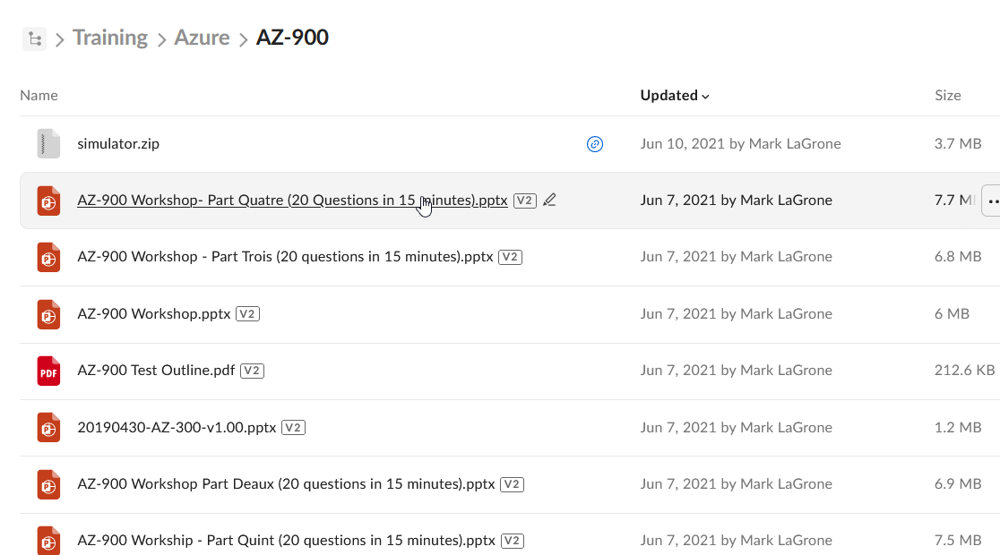 Training > Azure > AZ-900
Name Updated Size
simulator.zip Jun 10, 2021 by Mark LaGrone 3.7 MB
AZ-900 Workshop- Part Quatre (20 Questions in 15 minutes).pptx V2 Jun 7, 2021 by Mark LaGrone 7.7 M
AZ-900 Workshop - Part Trois (20 questions in 15 minutes).pptx V2 Jun 7, 2021 by Mark LaGrone 6.8 MB
AZ-900 Workshop.pptx V2 Jun 7, 2021 by Mark LaGrone 6 MB
PDF AZ-900 Test Outline.pdf V2 Jun 7, 2021 by Mark LaGrone 212.6 KB
20190430-AZ-300-v1.00.pptx V2 Jun 7, 2021 by Mark LaGrone 1.2 MB
AZ-900 Workshop Part Deaux (20 questions in 15 minutes).pptx V2 Jun 7, 2021 by Mark LaGrone 6.9 MB
AZ-900 Workship - Part Quint (20 questions in 15 minutes).pptx V2 Jun 7, 2021 by Mark LaGrone 7.5 MB